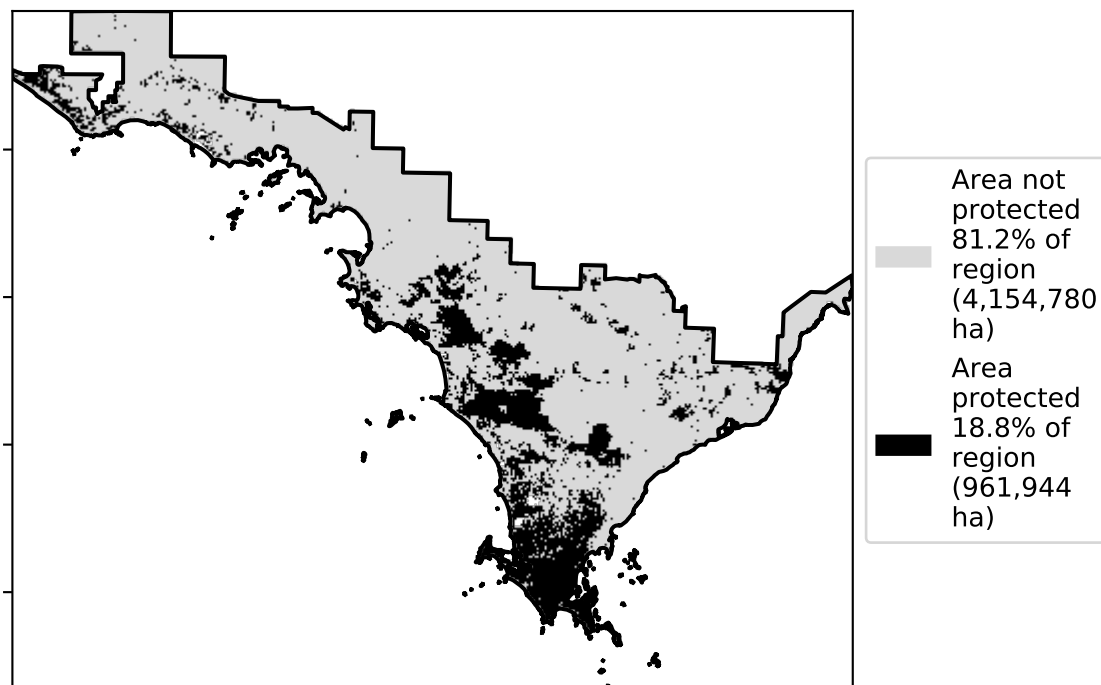 Area not
protected
81.2% of
region
(4,154,780
ha)
Area
protected
18.8% of
region
(961,944
ha)